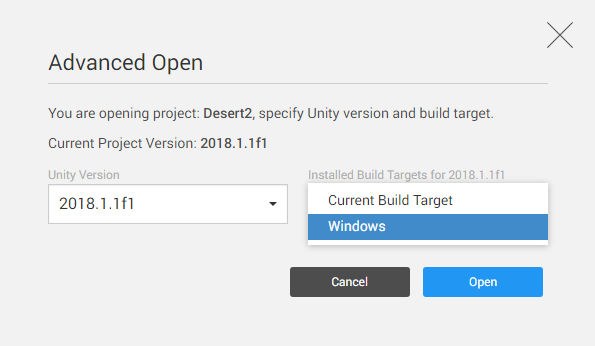 Advanced Open
You are opening project: Desert2, specify Unity version and build target.
Current Project Version: 2018.1.1f1
Unity Version
Installed Build Targets for 2018.1.1f1
2018.1.1f1
Current Build Target
Windows
Cancel
Open